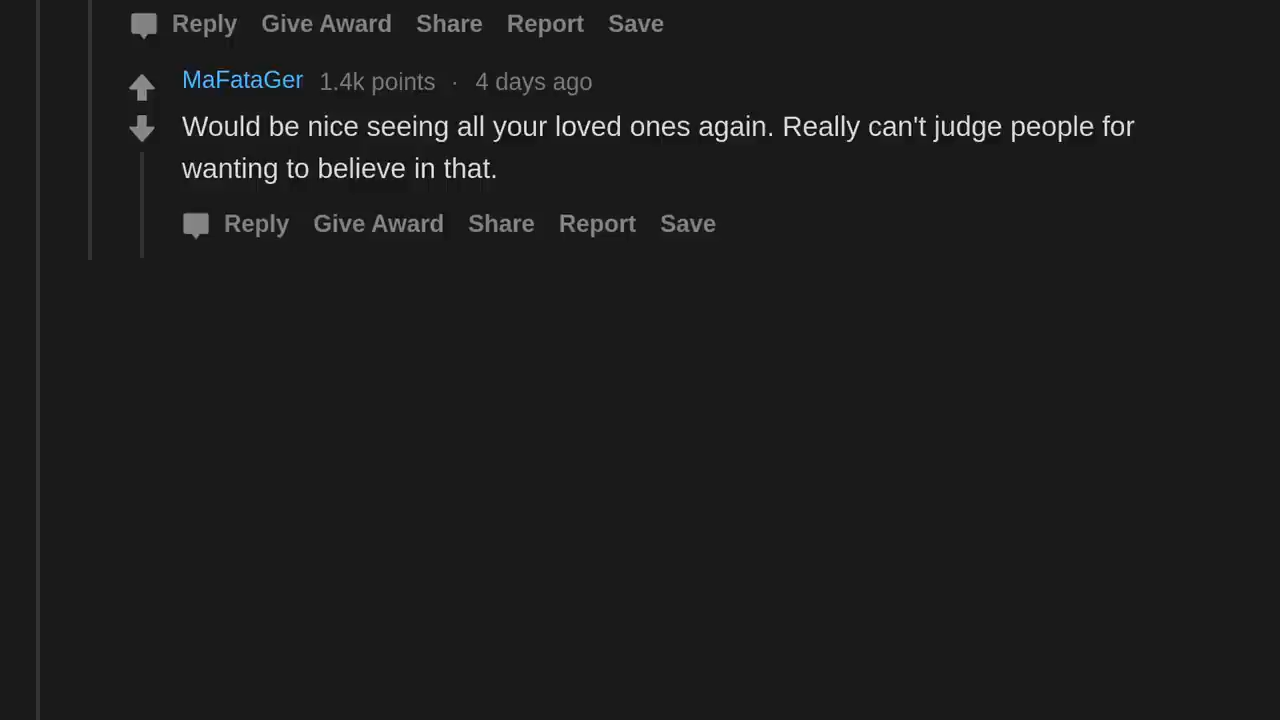 Reply Give Award Share Report Save
MaFataGer 1.4k points · 4 days ago
Would be nice seeing all your loved ones again. Really can't judge people for
wanting to believe in that.
Reply Give Award Share Report Save